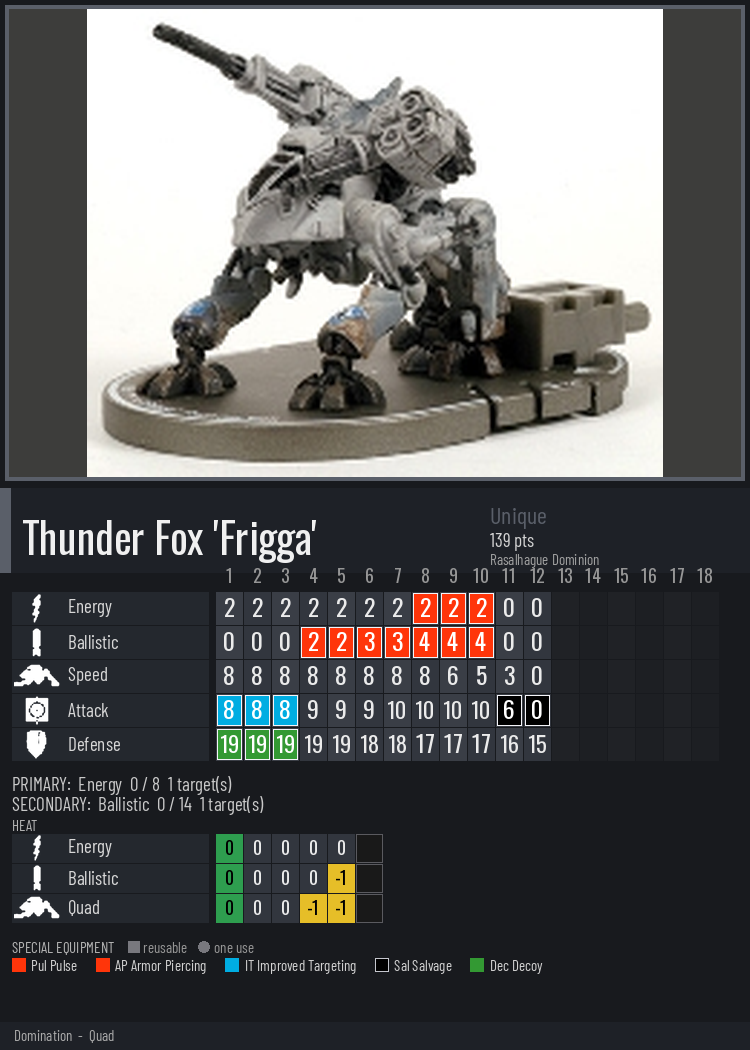 Thunder Fox 'Frigga'
Unique
139 pts
Rasalhague Dominion
1 2 3 4 5 6 7 8 9 10 11 12 13 14 15 16 17 18
Energy 2 2 2 2 2 2 2 2 2 2 0 0
Ballistic 0 0 0 2 2 3 3 4 4 4 0 0
Speed 8 8 8 8 8 8 8 8 6 5 3 0
Attack 8 8 8 9 9 9 10 10 10 10 6 0
Defense 19 19 19 19 19 18 18 17 17 17 16 15
PRIMARY: Energy 0 / 8 1 target(s)
SECONDARY: Ballistic 0 / 14 1 target(s)
HEAT
Energy 0 0 0 0 0
Ballistic 0 0 0 0 -1
Quad 0 0 0 -1 -1
SPECIAL EQUIPMENT reusable one use
Pul Pulse AP Armor Piercing IT Improved Targeting Sal Salvage Dec Decoy
Domination - Quad